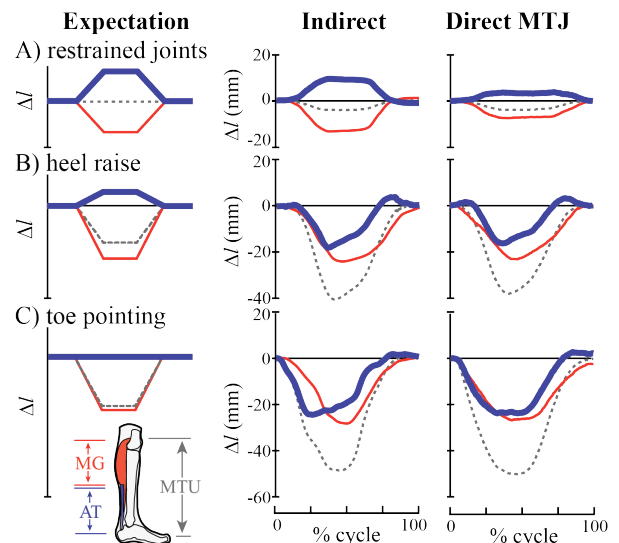 Expectation Indirect Direct MTJ
A) restrained joints
Δl
Δl (mm)
20
0
-20
B) heel raise
Δl
Δl (mm)
20
0
-20
-40
C) toe pointing
Δl
Δl (mm)
20
0
-20
-40
-60
MG
AT
MTU
0 % cycle 100
0 % cycle 100